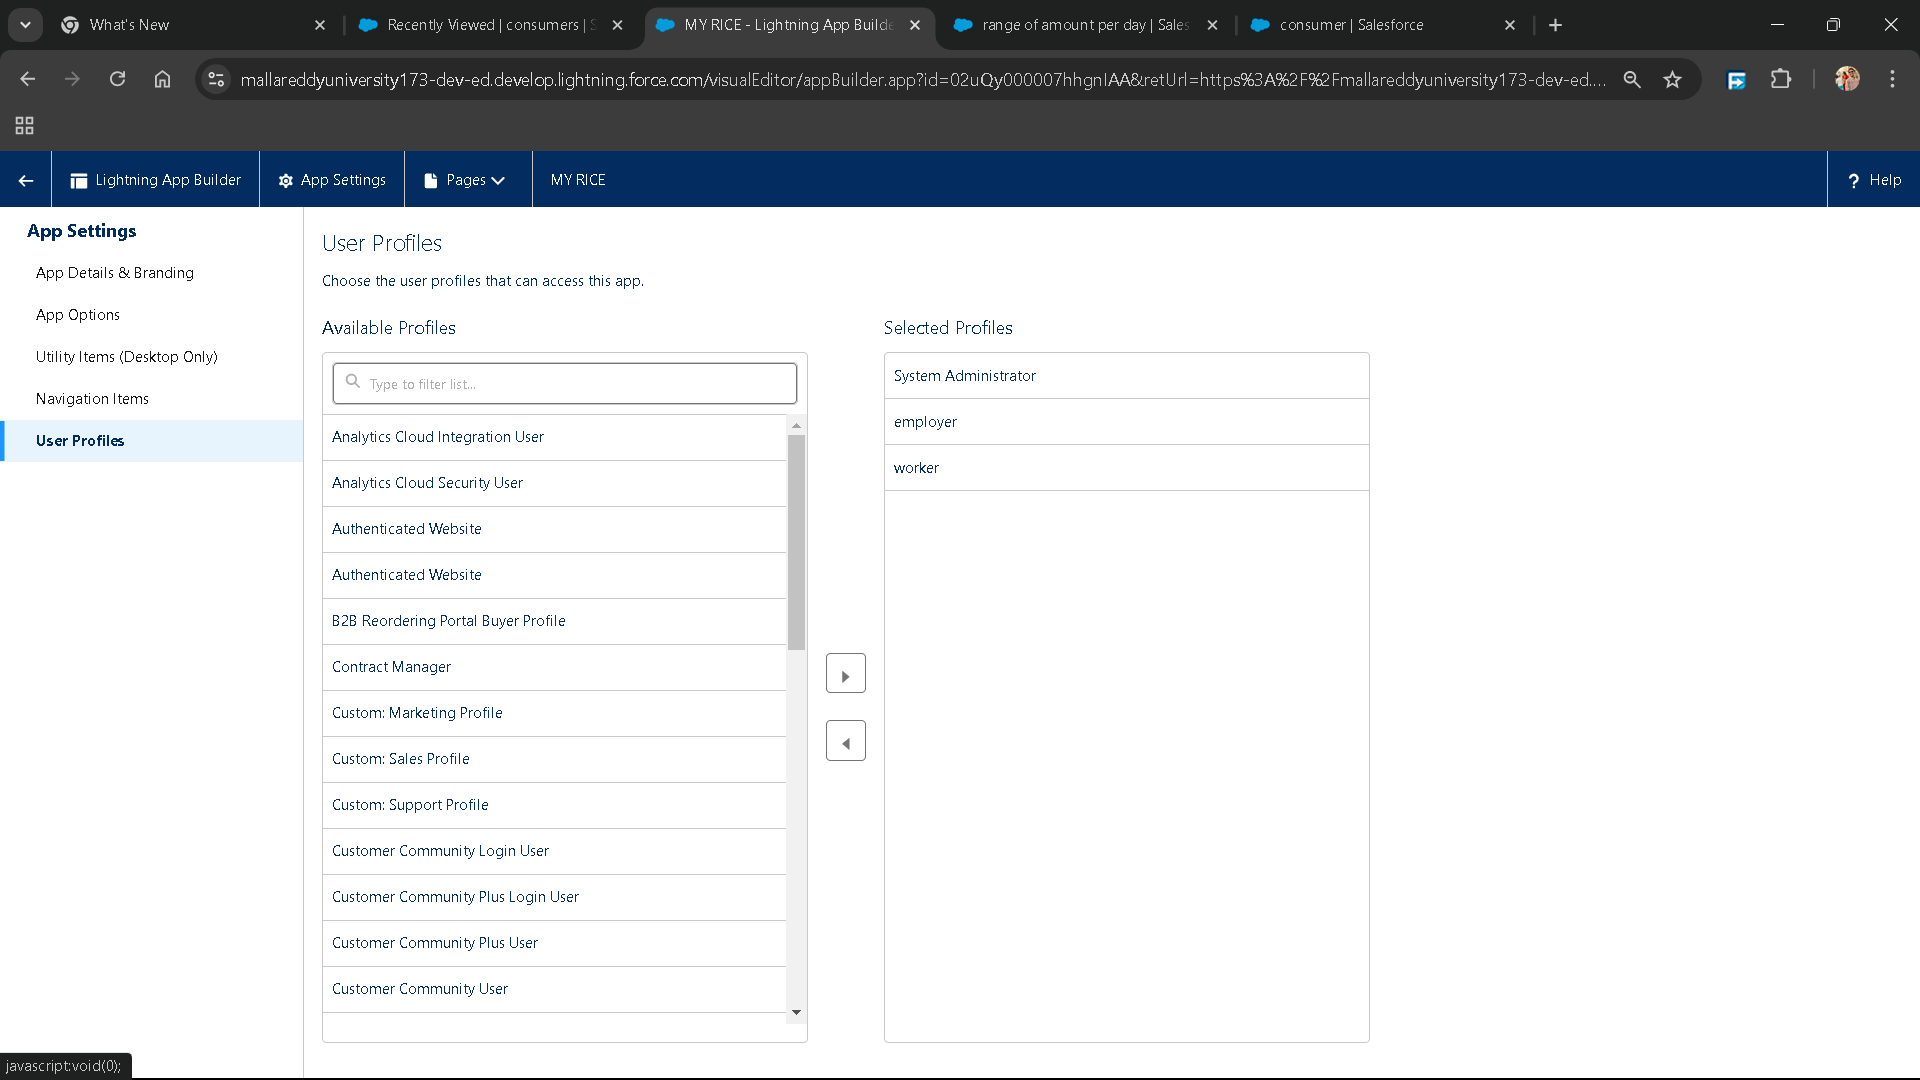 What's New
Recently Viewed | consumers | S
MY RICE - Lightning App Builde
range of amount per day | Sales
consumer | Salesforce
mallareddyuniversity173-dev-ed.develop.lightning.force.com/visualEditor/appBuilder.app?id=02uQy000007hhgnIAA&retUrl=https%3A%2F%2Fmallareddyuniversity173-dev-ed....
Lightning App Builder
App Settings
Pages
MY RICE
? Help
App Settings
App Details & Branding
App Options
Utility Items (Desktop Only)
Navigation Items
User Profiles
User Profiles
Choose the user profiles that can access this app.
Available Profiles
Type to filter list...
Analytics Cloud Integration User
Analytics Cloud Security User
Authenticated Website
Authenticated Website
B2B Reordering Portal Buyer Profile
Contract Manager
Custom: Marketing Profile
Custom: Sales Profile
Custom: Support Profile
Customer Community Login User
Customer Community Plus Login User
Customer Community Plus User
Customer Community User
Selected Profiles
System Administrator
employer
worker
javascript:void(0);